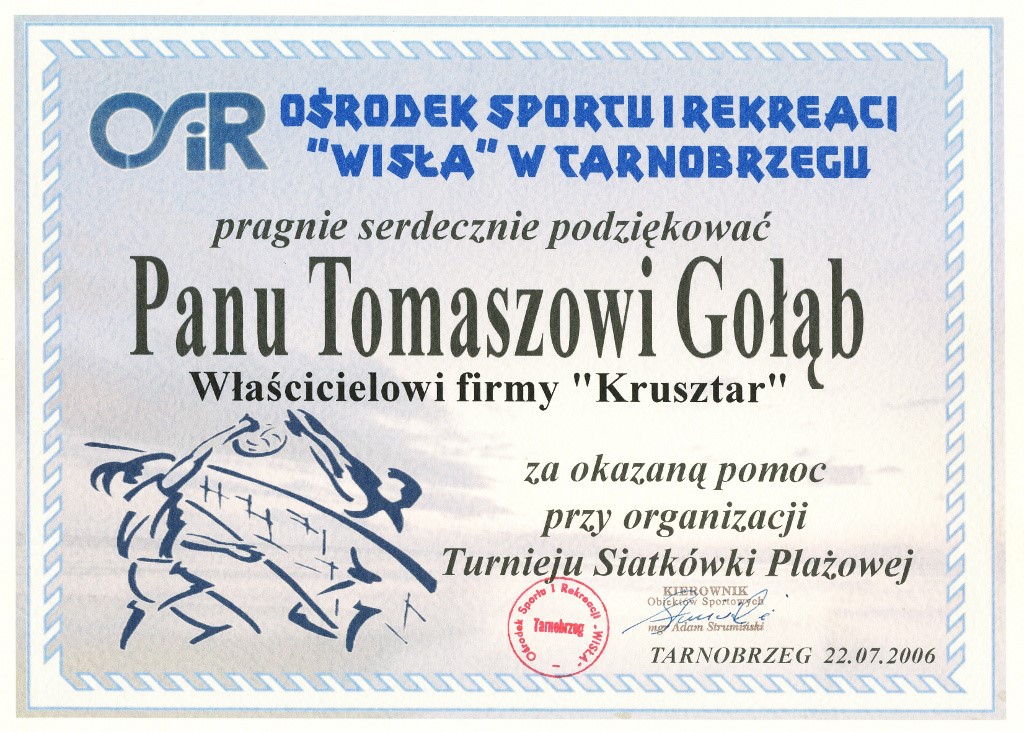 OSiR
OŚRODEK SPORTU I REKREACI
"WISŁA" W TARNOBRZEGU
pragnie serdecznie podziękować
Panu Tomaszowi Gołąb
Właścicielowi firmy "Krusztar"
za okazaną pomoc
przy organizacji
Turnieju Siatkówki Plażowej
Ośrodek Sportu i Rekreacji "WISŁA"
Tarnobrzeg
KIEROWNIK
Obiektów Sportowych
mgr Adam Strumiński
TARNOBRZEG 22.07.2006